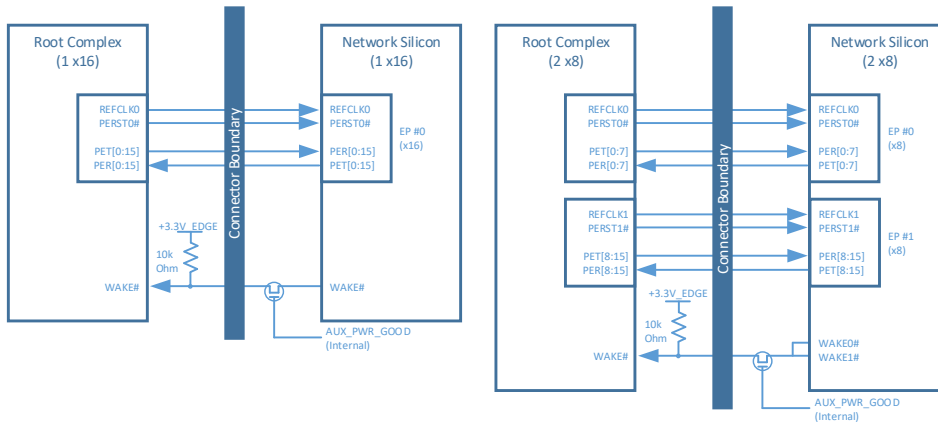 Root Complex
(1 x16)
Network Silicon
(1 x16)
REFCLK0
PERST0#
PET[0:15]
PER[0:15]
REFCLK0
PERST0#
PER[0:15]
PET[0:15]
EP #0
(x16)
Connector Boundary
+3.3V_EDGE
10k
Ohm
WAKE#
WAKE#
AUX_PWR_GOOD
(Internal)
Root Complex
(2 x8)
Network Silicon
(2 x8)
REFCLK0
PERST0#
PET[0:7]
PER[0:7]
REFCLK0
PERST0#
PER[0:7]
PET[0:7]
EP #0
(x8)
Connector Boundary
REFCLK1
PERST1#
PET[8:15]
PER[8:15]
REFCLK1
PERST1#
PER[8:15]
PET[8:15]
EP #1
(x8)
+3.3V_EDGE
10k
Ohm
WAKE#
WAKE0#
WAKE1#
AUX_PWR_GOOD
(Internal)